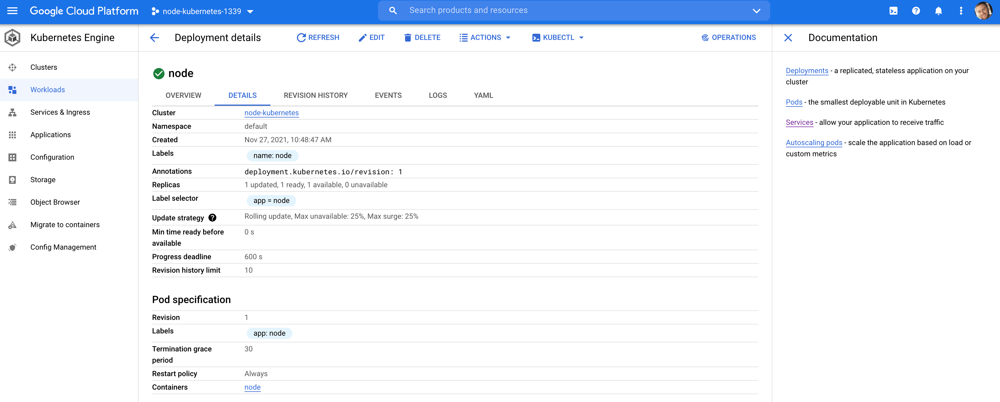 Google Cloud Platform
node-kubernetes-1339
Search products and resources
Kubernetes Engine
Deployment details
REFRESH
EDIT
DELETE
ACTIONS
KUBECTL
OPERATIONS
Documentation
Clusters
Workloads
Services & Ingress
Applications
Configuration
Storage
Object Browser
Migrate to containers
Config Management
node
OVERVIEW
DETAILS
REVISION HISTORY
EVENTS
LOGS
YAML
Cluster node-kubernetes
Namespace default
Created Nov 27, 2021, 10:48:47 AM
Labels name: node
Annotations deployment.kubernetes.io/revision: 1
Replicas 1 updated, 1 ready, 1 available, 0 unavailable
Label selector app = node
Update strategy ? Rolling update, Max unavailable: 25%, Max surge: 25%
Min time ready before 0 s
available
Progress deadline 600 s
Revision history limit 10
Pod specification
Revision 1
Labels app: node
Termination grace 30
period
Restart policy Always
Containers node
Deployments - a replicated, stateless application on your
cluster
Pods - the smallest deployable unit in Kubernetes
Services - allow your application to receive traffic
Autoscaling pods - scale the application based on load or
custom metrics